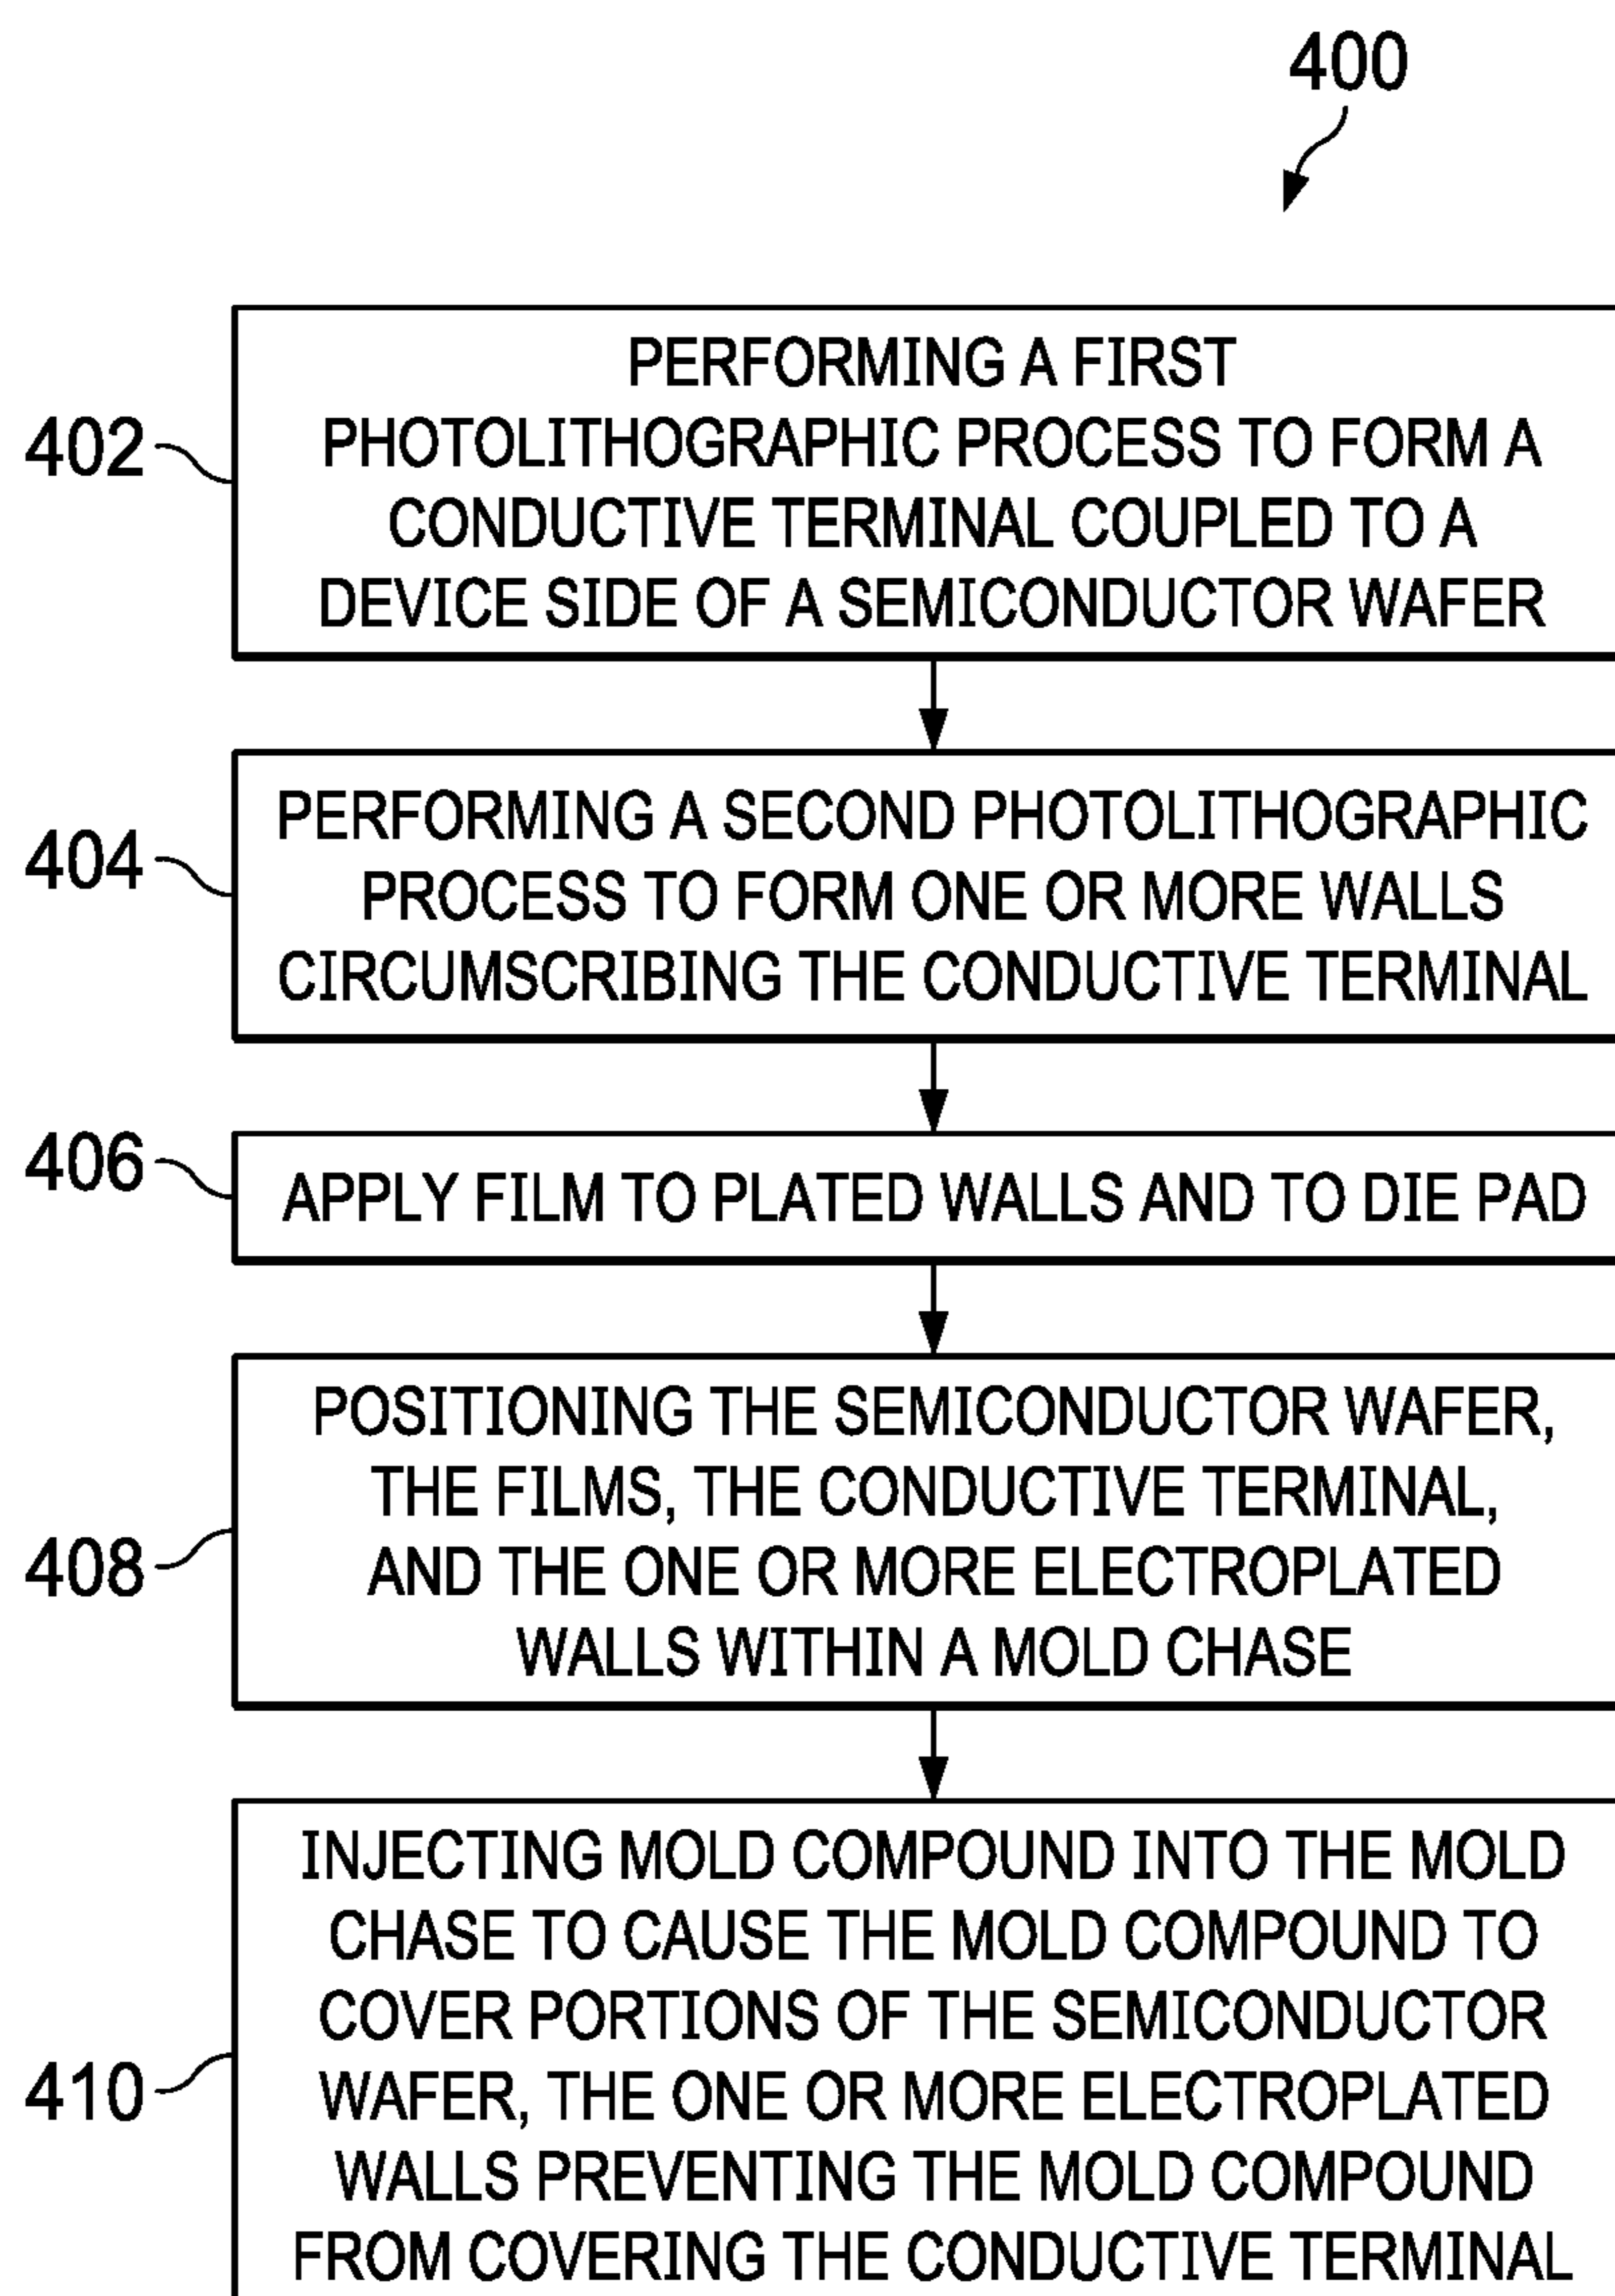 400
402
PERFORMING A FIRST
PHOTOLITHOGRAPHIC PROCESS TO FORM A
CONDUCTIVE TERMINAL COUPLED TO A
DEVICE SIDE OF A SEMICONDUCTOR WAFER
404
PERFORMING A SECOND PHOTOLITHOGRAPHIC
PROCESS TO FORM ONE OR MORE WALLS
CIRCUMSCRIBING THE CONDUCTIVE TERMINAL
406
APPLY FILM TO PLATED WALLS AND TO DIE PAD
408
POSITIONING THE SEMICONDUCTOR WAFER,
THE FILMS, THE CONDUCTIVE TERMINAL,
AND THE ONE OR MORE ELECTROPLATED
WALLS WITHIN A MOLD CHASE
410
INJECTING MOLD COMPOUND INTO THE MOLD
CHASE TO CAUSE THE MOLD COMPOUND TO
COVER PORTIONS OF THE SEMICONDUCTOR
WAFER, THE ONE OR MORE ELECTROPLATED
WALLS PREVENTING THE MOLD COMPOUND
FROM COVERING THE CONDUCTIVE TERMINAL